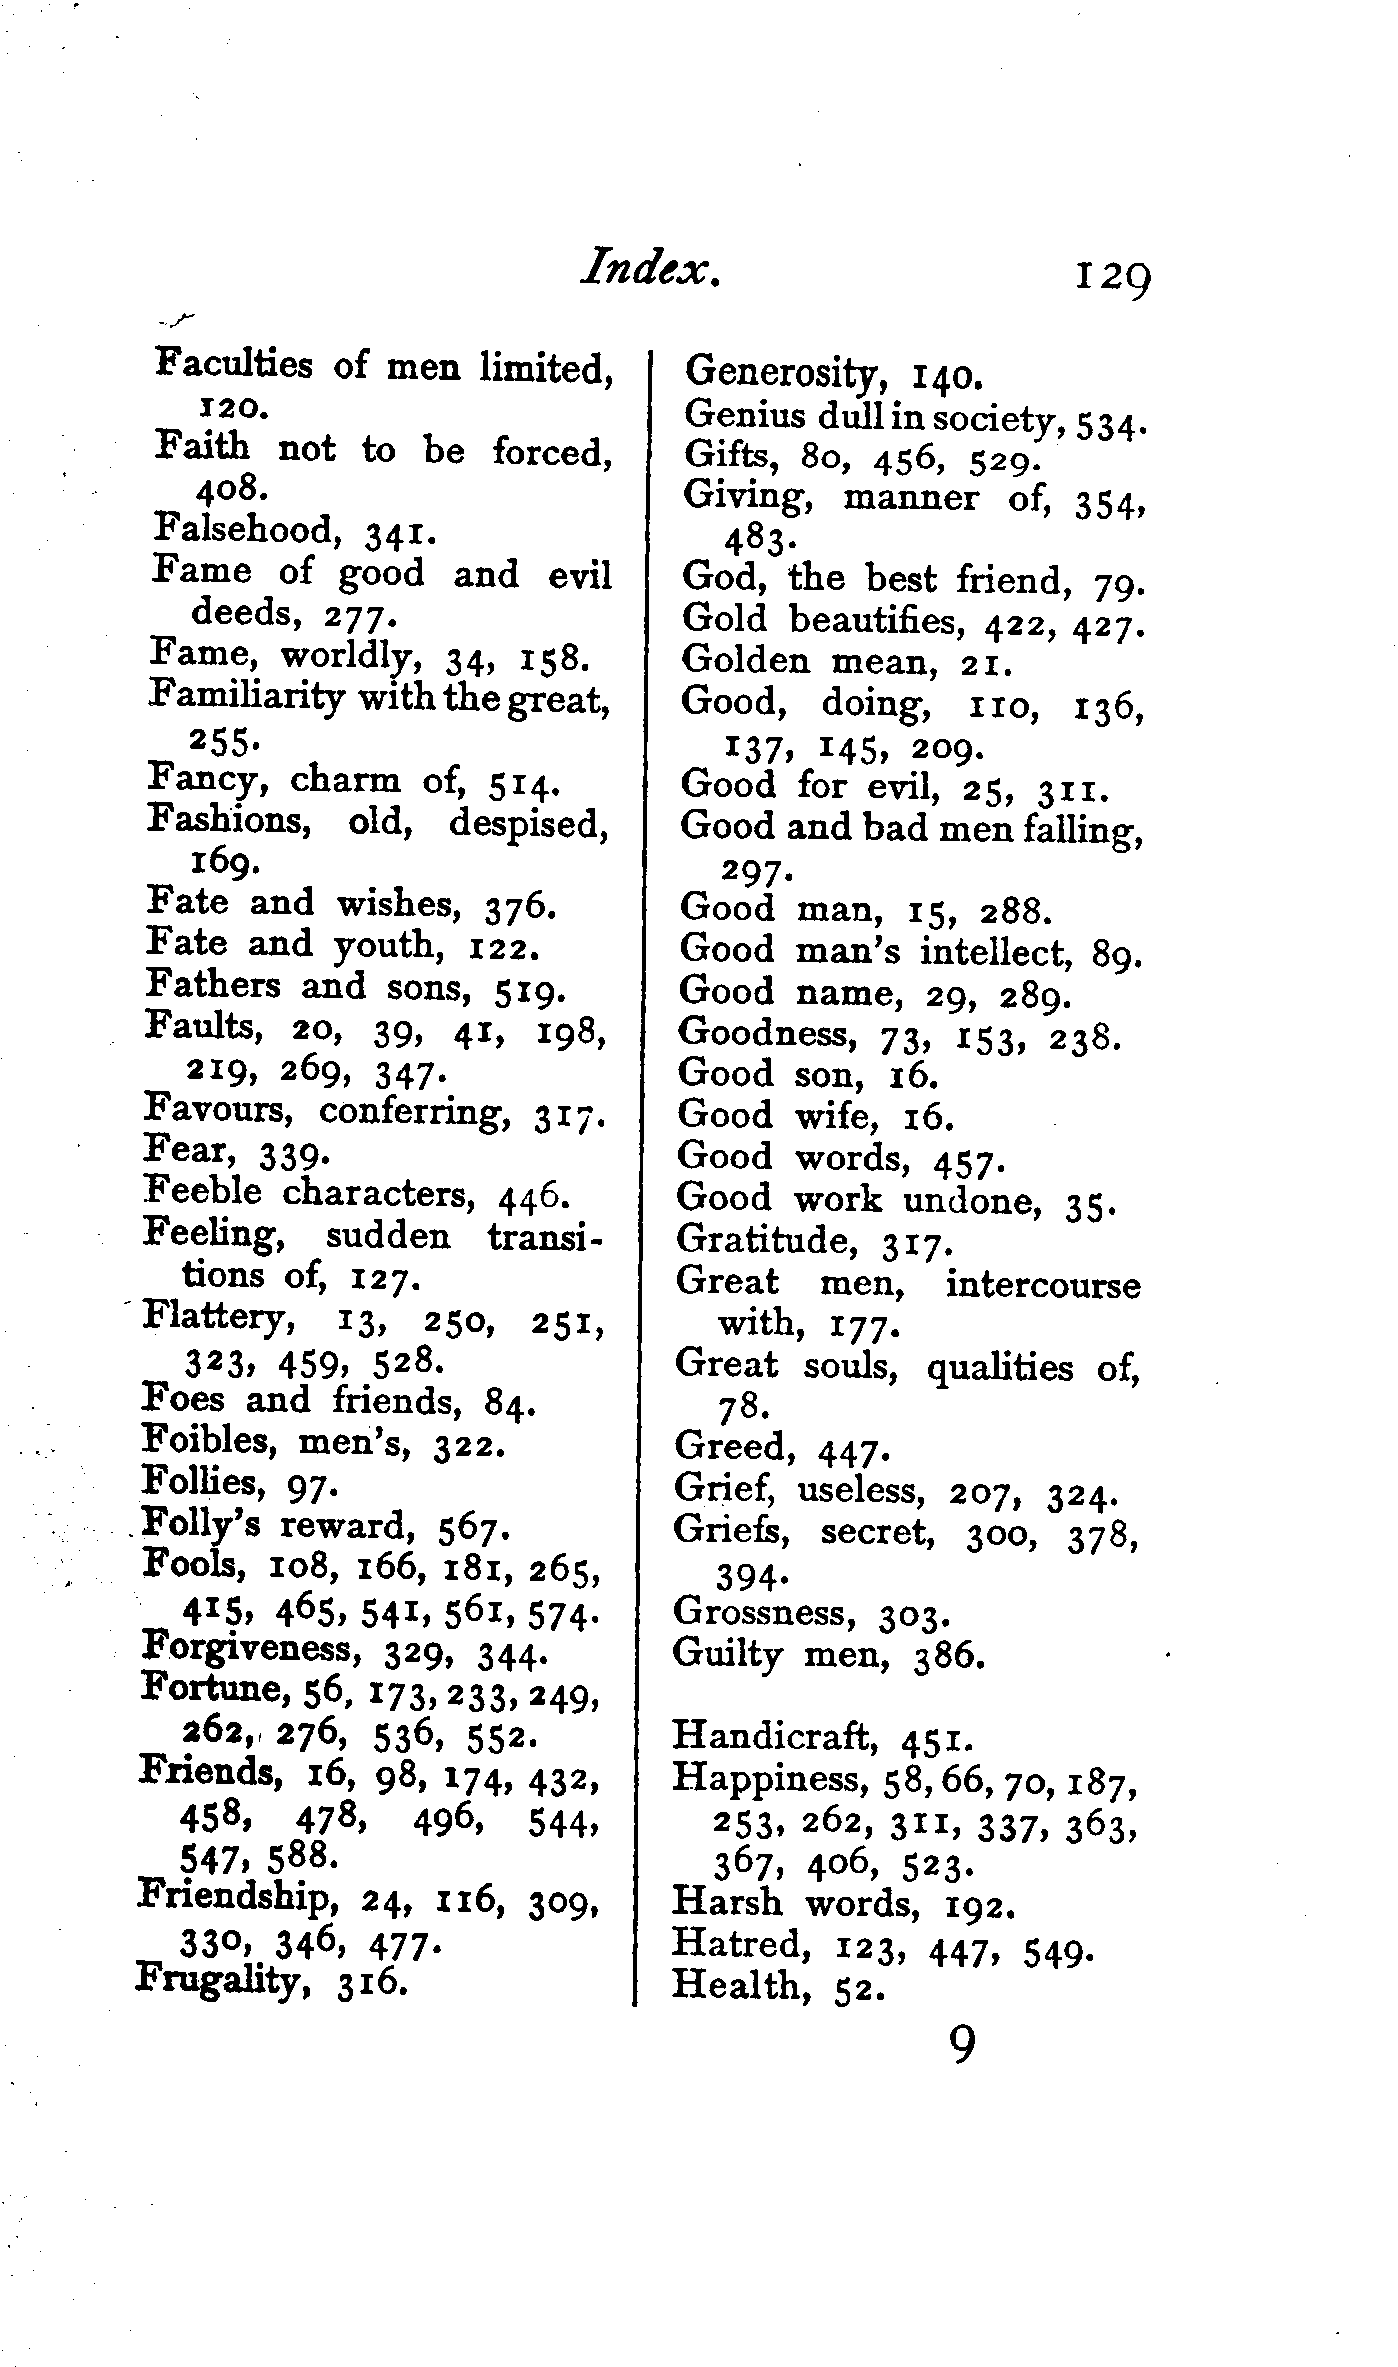 Index.
129
Faculties of men limited,
120.
Faith not to be forced,
408.
Falsehood, 341.
Fame of good and evil
deeds, 277.
Fame, worldly, 34, 158.
Familiarity with the great,
255.
Fancy, charm of, 514.
Fashions, old, despised,
169.
Fate and wishes, 376.
Fate and youth, 122.
Fathers and sons, 519.
Faults, 20, 39, 41, 198,
219, 269, 347.
Favours, conferring, 317.
Fear, 339.
Feeble characters, 446.
Feeling, sudden transi-
tions of, 127.
Flattery, 13, 250, 251,
323, 459, 528.
Foes and friends, 84.
Foibles, men's, 322.
Follies, 97.
Folly's reward, 567.
Fools, 108, 166, 181, 265,
415, 465, 541, 561, 574.
Forgiveness, 329, 344.
Fortune, 56, 173, 233, 249,
262, 276, 536, 552.
Friends, 16, 98, 174, 432,
458, 478, 496, 544,
547, 588.
Friendship, 24, 116, 309,
330, 346, 477.
Frugality, 316.
Generosity, 140.
Genius dull in society, 534.
Gifts, 80, 456, 529.
Giving, manner of, 354,
483.
God, the best friend, 79.
Gold beautifies, 422, 427.
Golden mean, 21.
Good, doing, 110, 136,
137, 145, 209.
Good for evil, 25, 311.
Good and bad men falling,
297.
Good man, 15, 288.
Good man's intellect, 89.
Good name, 29, 289.
Goodness, 73, 153, 238.
Good son, 16.
Good wife, 16.
Good words, 457.
Good work undone, 35.
Gratitude, 317.
Great men, intercourse
with, 177.
Great souls, qualities of,
78.
Greed, 447.
Grief, useless, 207, 324.
Griefs, secret, 300, 378,
394.
Grossness, 303.
Guilty men, 386.
Handicraft, 451.
Happiness, 58, 66, 70, 187,
253, 262, 311, 337, 363,
367, 406, 523.
Harsh words, 192.
Hatred, 123, 447, 549.
Health, 52.
9